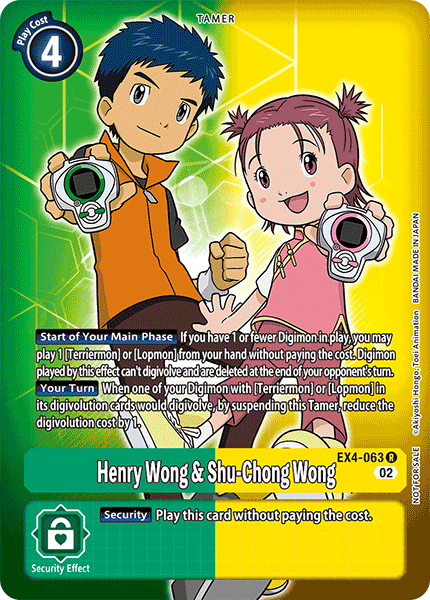 TAMER
Play Cost
4
Start of Your Main Phase If you have 1 or fewer Digimon in play, you may
play 1 [Terriermon] or [Lopmon] from your hand without paying the cost. Digimon
played by this effect can't digivolve and are deleted at the end of your opponent's turn.
Your Turn When one of your Digimon with [Terriermon] or [Lopmon] in
its digivolution cards would digivolve, by suspending this Tamer, reduce the
digivolution cost by 1.
EX4-063 R
Henry Wong & Shu-Chong Wong
02
Security Play this card without paying the cost.
Security Effect
NOT FOR SALE ©Akiyoshi Hongo, Toei Animation BANDAI MADE IN JAPAN